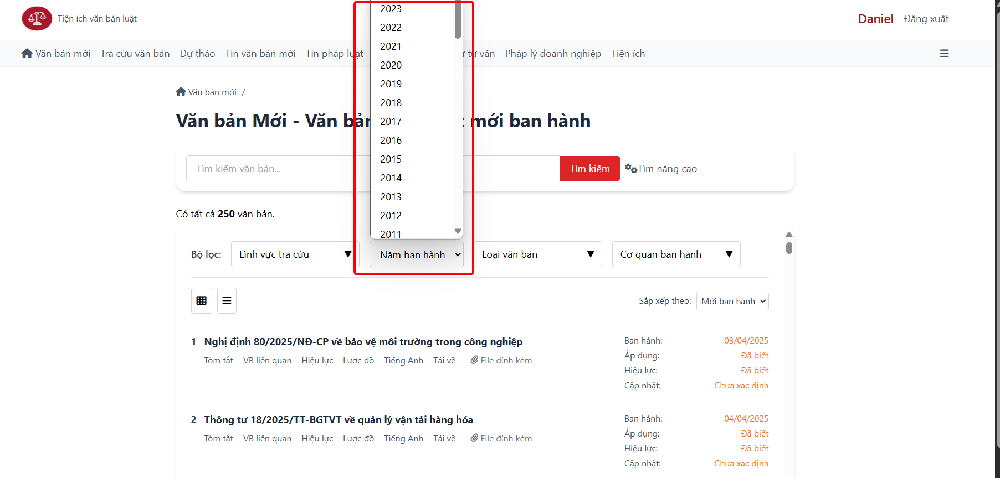 Tiện ích văn bản luật
Daniel Đăng xuất
Văn bản mới Tra cứu văn bản Dự thảo Tin văn bản mới Tin pháp luật tư vấn Pháp lý doanh nghiệp Tiện ích
Văn bản mới /
Văn bản Mới - Văn bản mới ban hành
Tìm kiếm văn bản...
Tìm kiếm
Tìm năng cao
2023
2022
2021
2020
2019
2018
2017
2016
2015
2014
2013
2012
2011
Có tất cả 250 văn bản.
Bộ lọc: Lĩnh vực tra cứu ▼ Năm ban hành Loại văn bản ▼ Cơ quan ban hành ▼
Sắp xếp theo: Mới ban hành
1 Nghị định 80/2025/NĐ-CP về bảo vệ môi trường trong công nghiệp
Tóm tắt VB liên quan Hiệu lực Lược đồ Tiếng Anh Tải về File đính kèm
Ban hành: 03/04/2025
Áp dụng: Đã biết
Hiệu lực: Đã biết
Cập nhật: Chưa xác định
2 Thông tư 18/2025/TT-BGTVT về quản lý vận tải hàng hóa
Tóm tắt VB liên quan Hiệu lực Lược đồ Tiếng Anh Tải về File đính kèm
Ban hành: 04/04/2025
Áp dụng: Đã biết
Hiệu lực: Đã biết
Cập nhật: Chưa xác định